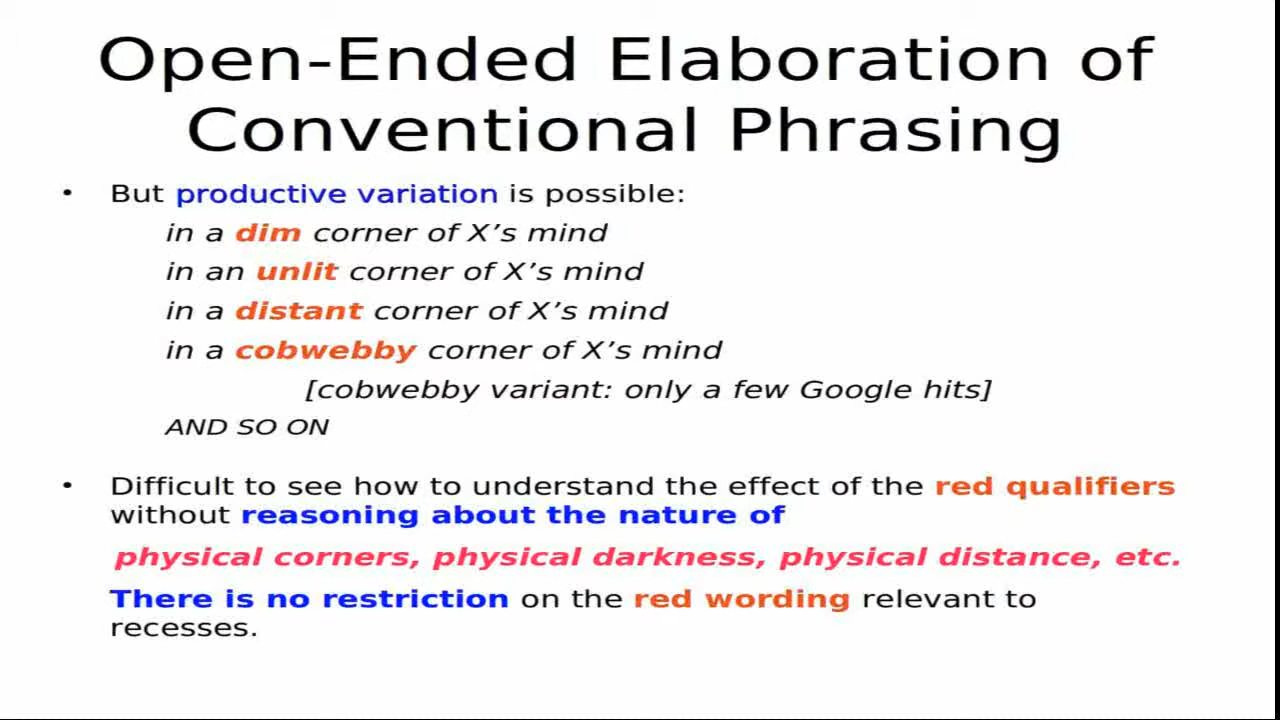 Open-Ended Elaboration of
Conventional Phrasing
• But productive variation is possible:
in a dim corner of X’s mind
in an unlit corner of X’s mind
in a distant corner of X’s mind
in a cobwebby corner of X’s mind
[cobwebby variant: only a few Google hits]
AND SO ON
• Difficult to see how to understand the effect of the red qualifiers
without reasoning about the nature of
physical corners, physical darkness, physical distance, etc.
There is no restriction on the red wording relevant to
recesses.